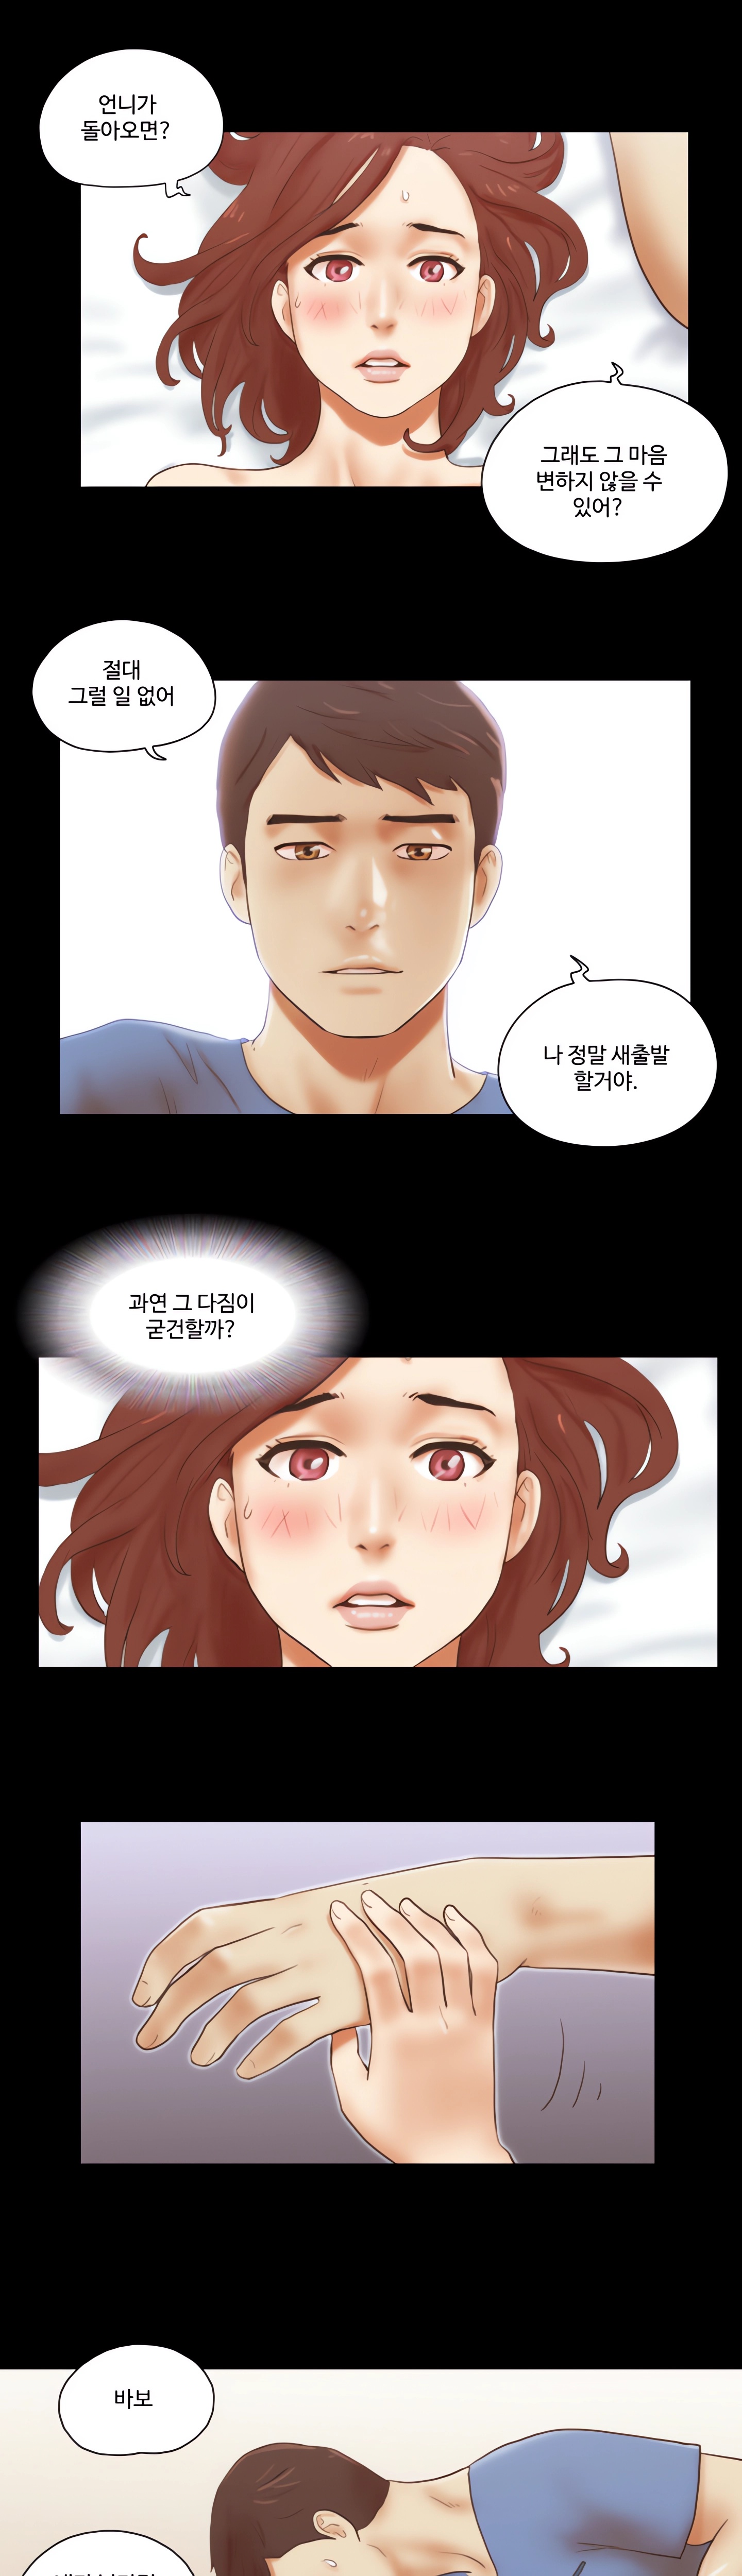 언니가
돌아오면?
그래도 그 마음
변하지 않을 수
있어?
절대
그럴 일 없어
나 정말 새출발
할거야.
과연 그 다짐이
굳건할까?
바보